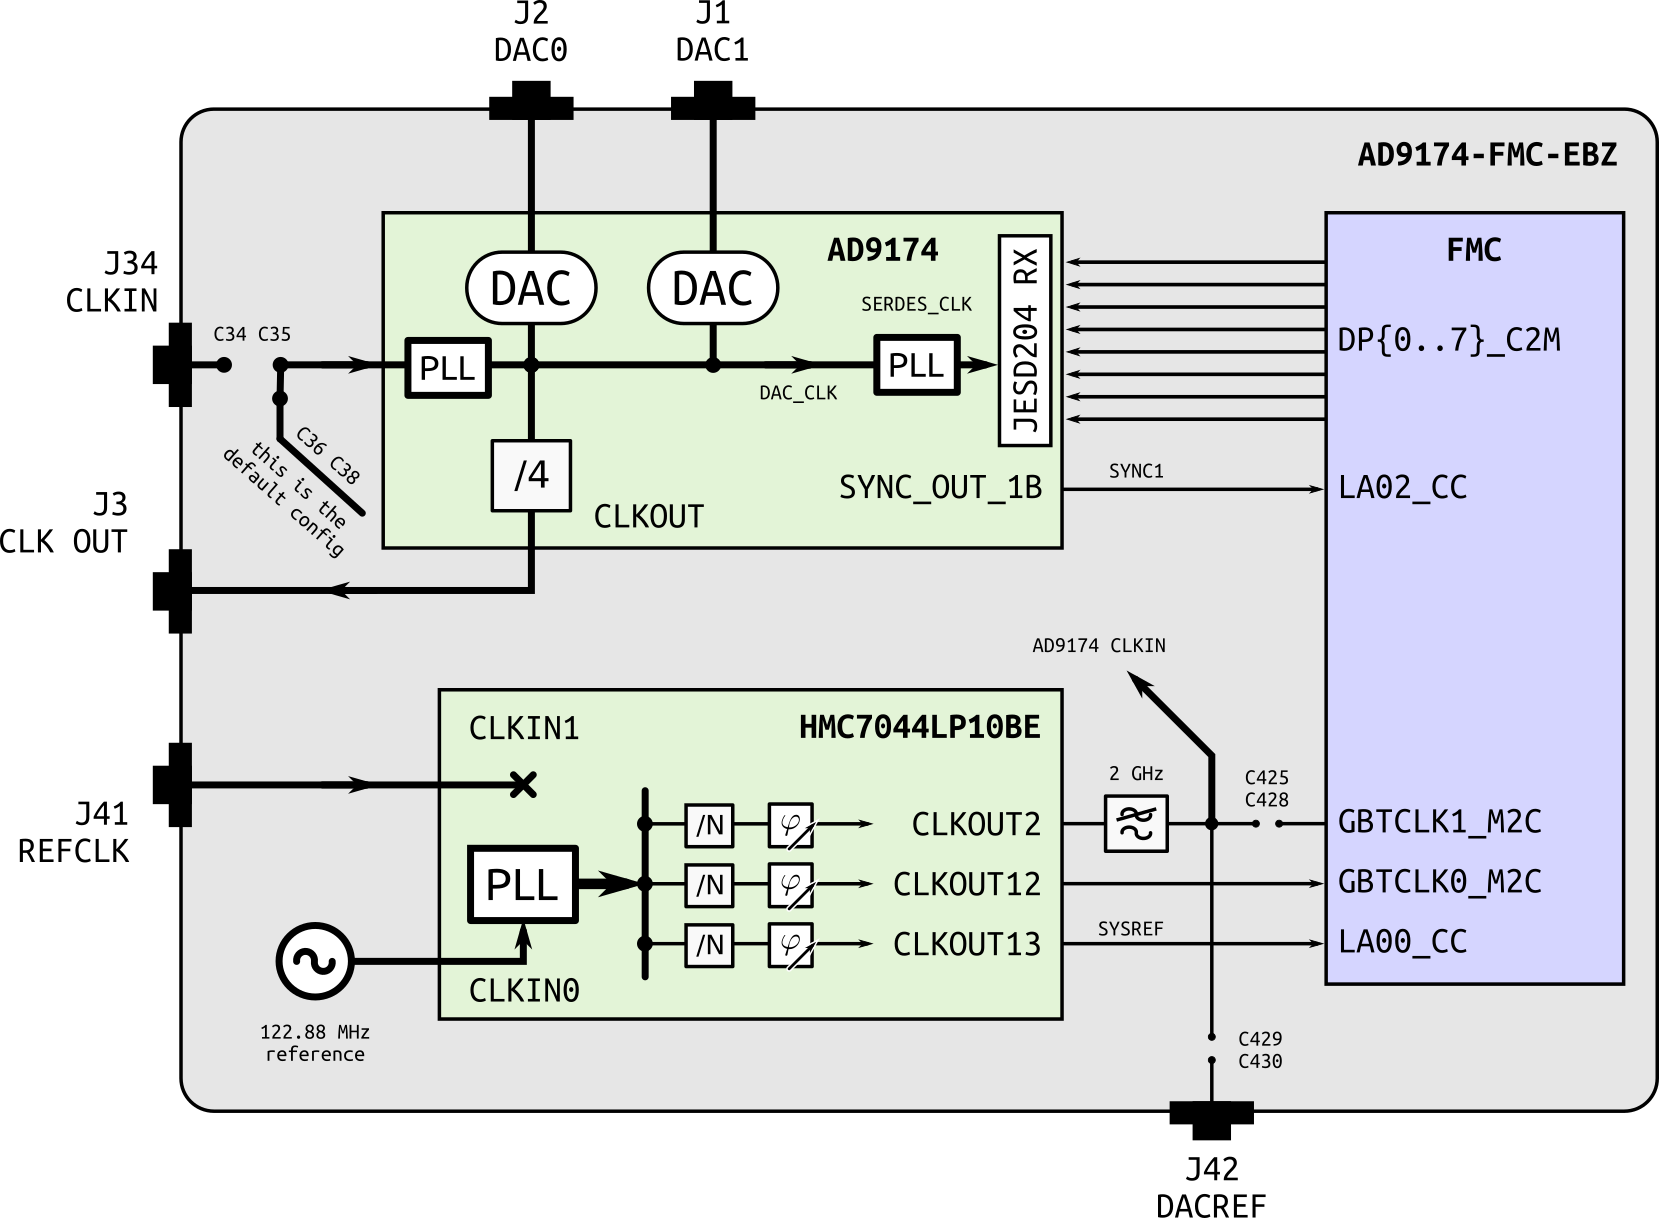 J2
DAC0
J1
DAC1
AD9174-FMC-EBZ
J34
CLKIN
C34 C35
DAC
DAC
AD9174
SERDES_CLK
JESD204 RX
FMC
DP{0..7}_C2M
PLL
PLL
DAC_CLK
C36 C38
this is the
default config
/4
CLKOUT
SYNC_OUT_1B
SYNC1
LA02_CC
J3
CLK OUT
AD9174 CLKIN
CLKIN1
HMC7044LP10BE
J41
REFCLK
2 GHz
C425
C428
/N
φ
CLKOUT2
GBTCLK1_M2C
PLL
/N
φ
CLKOUT12
GBTCLK0_M2C
/N
φ
CLKOUT13
SYSREF
LA00_CC
CLKIN0
122.88 MHz
reference
C429
C430
J42
DACREF